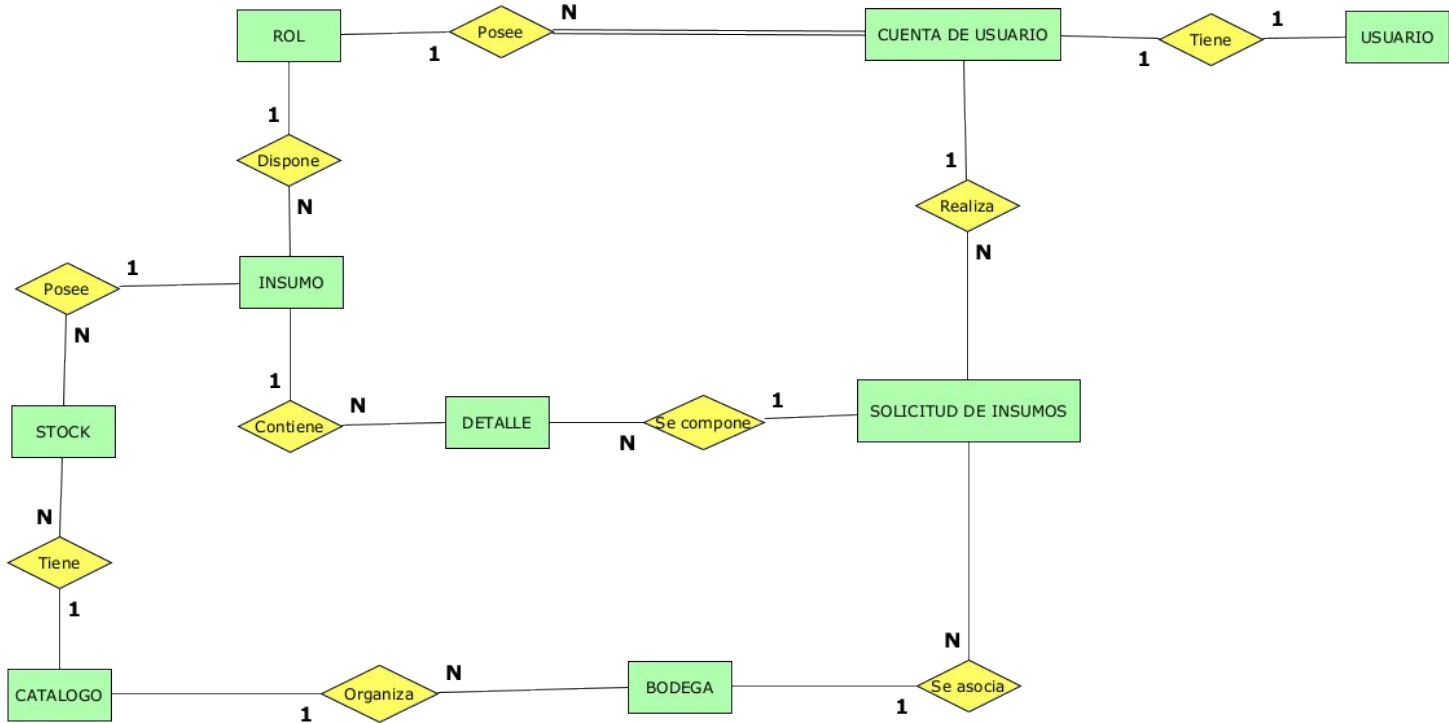 ROL
1
Posee
N
CUENTA DE USUARIO
1
Tiene
1
USUARIO
1
Dispone
N
1
Realiza
N
INSUMO
1
Posee
N
1
Contiene
N
DETALLE
N
Se compone
1
SOLICITUD DE INSUMOS
STOCK
N
Tiene
1
CATALOGO
1
Organiza
N
BODEGA
1
Se asocia
N